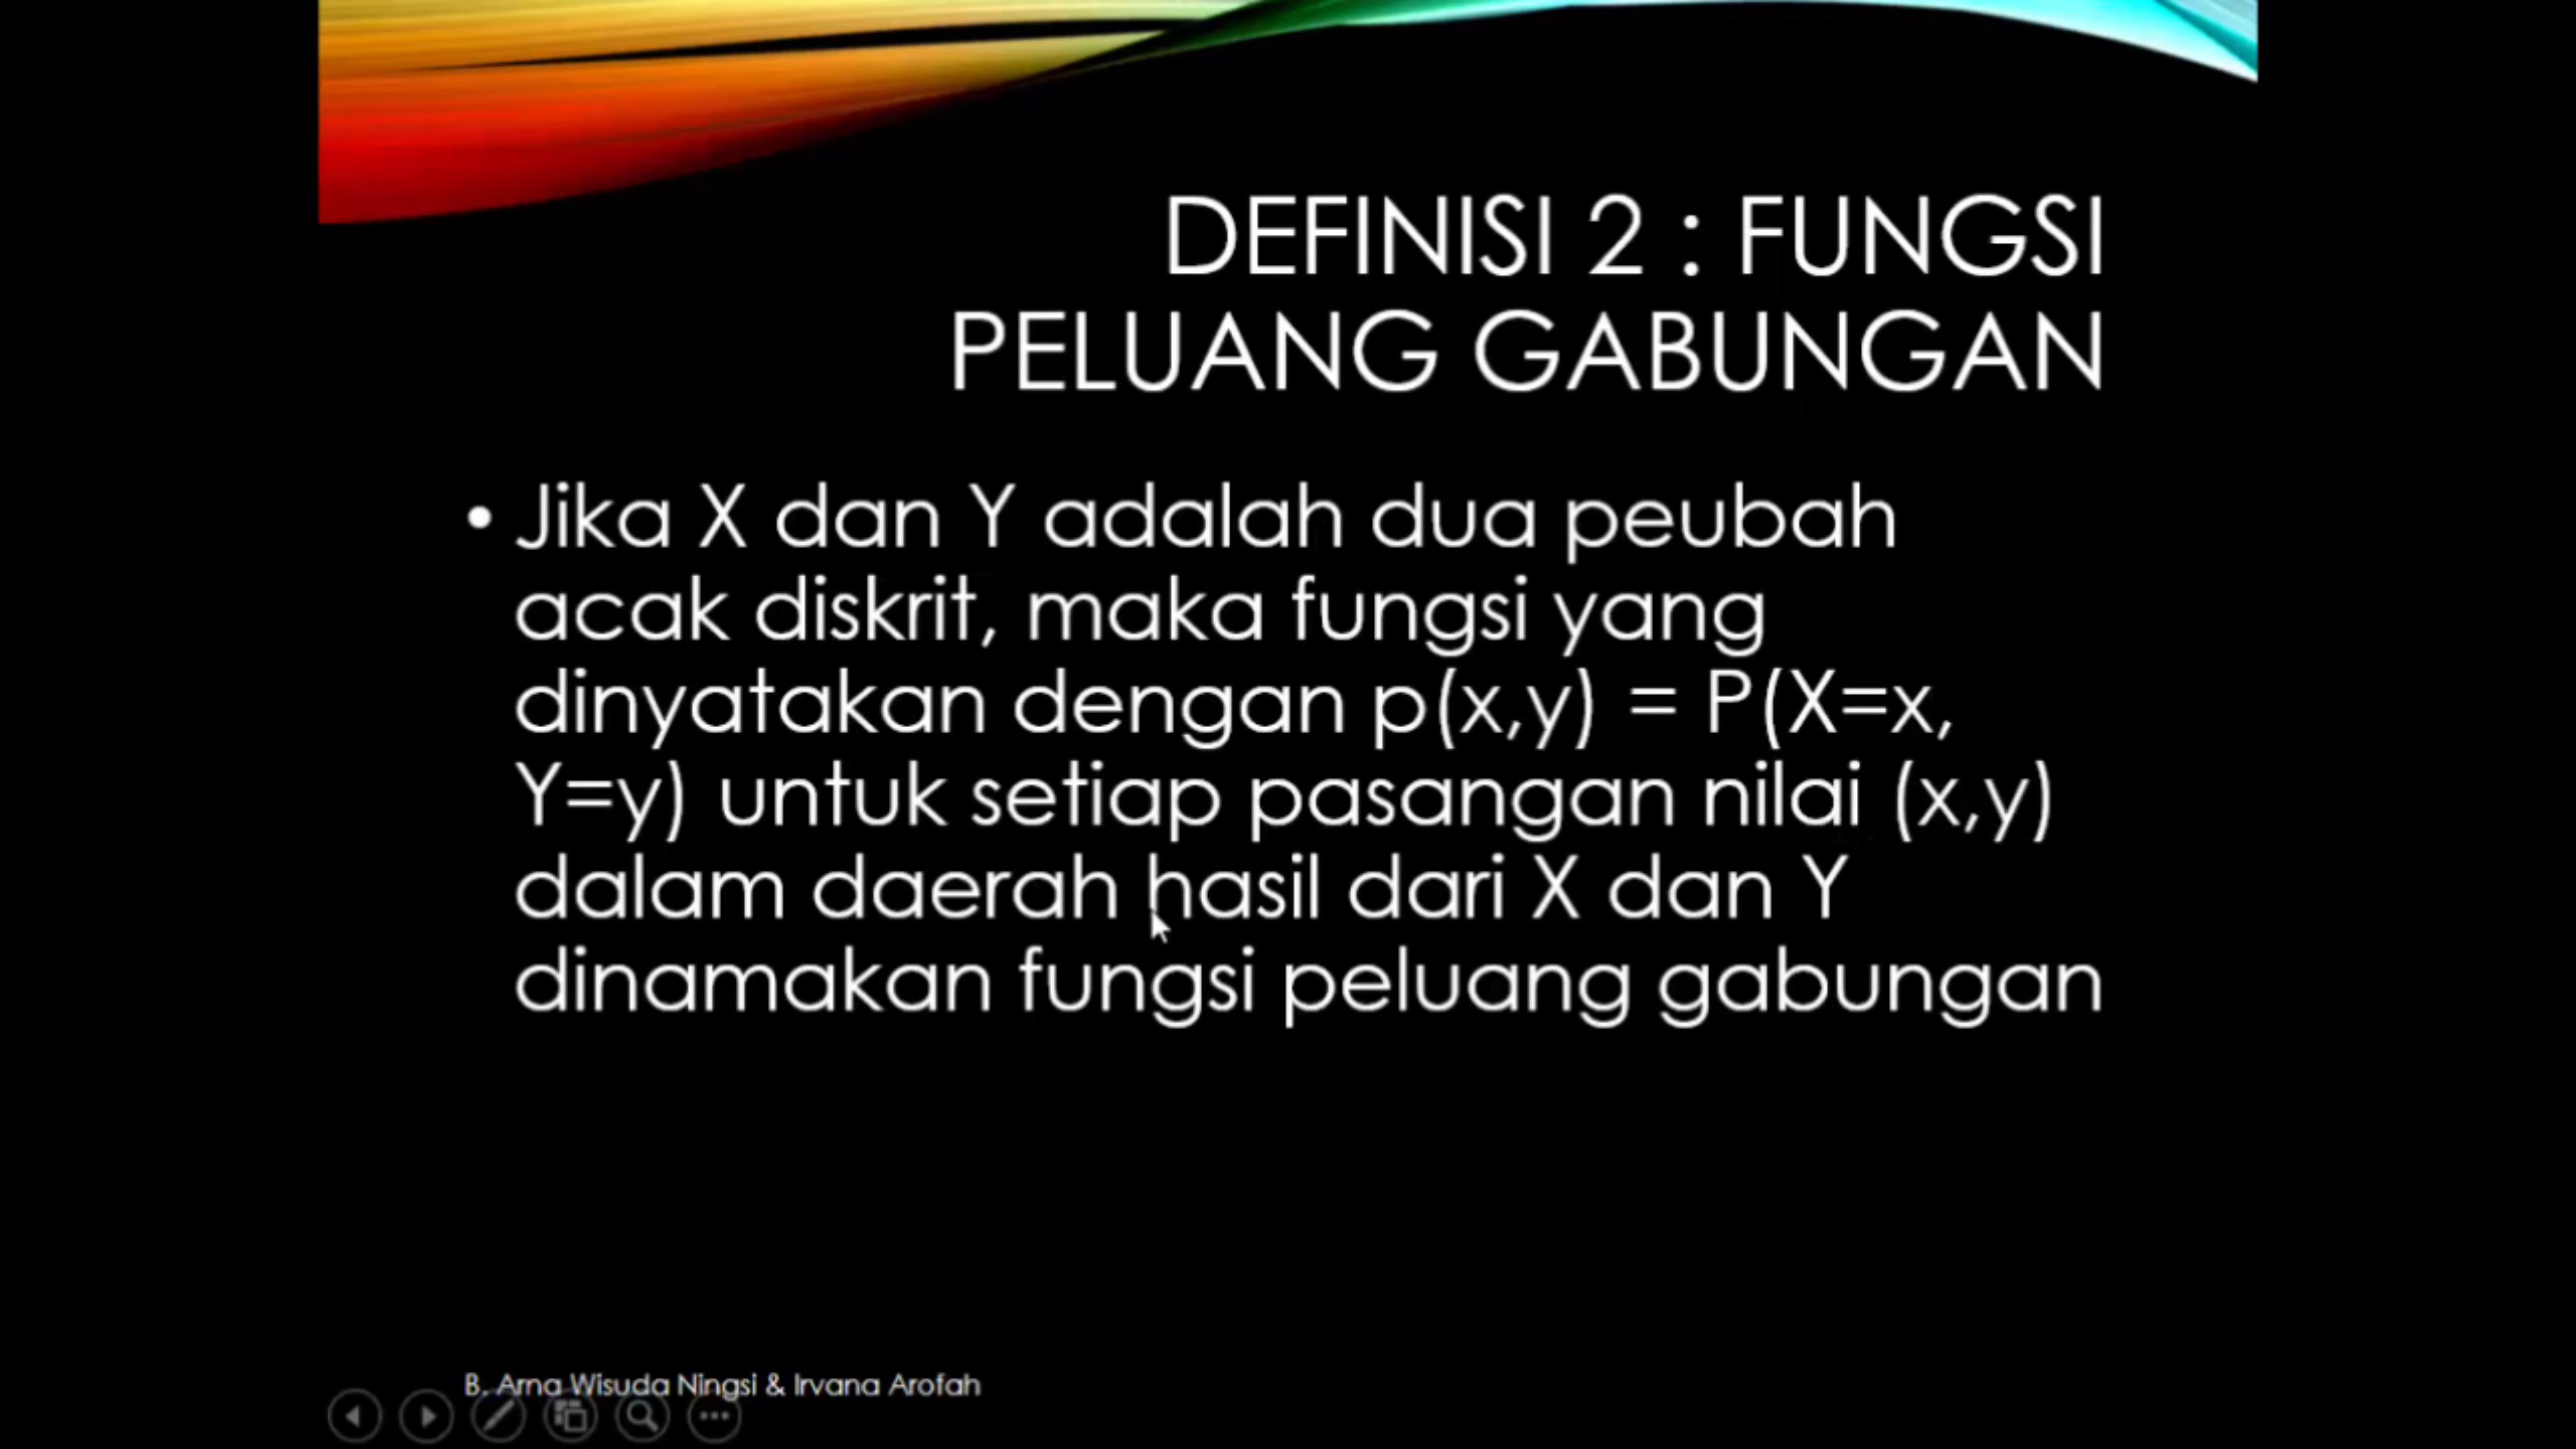 DEFINISI 2 : FUNGSI
PELUANG GABUNGAN
• Jika X dan Y adalah dua peubah
acak diskrit, maka fungsi yang
dinyatakan dengan p(x,y) = P(X=x,
Y=y) untuk setiap pasangan nilai (x,y)
dalam daerah hasil dari X dan Y
dinamakan fungsi peluang gabungan
B. Arna Wisuda Ningsi & Irvana Arofah